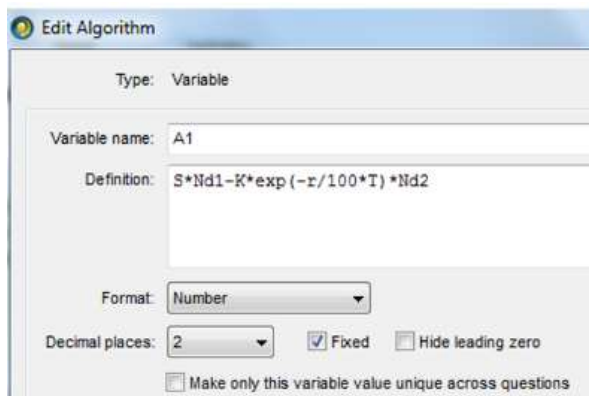 Edit Algorithm
Type: Variable
Variable name: A1
Definition: S*Nd1-K*exp(-r/100*T)*Nd2
Format: Number
Decimal places: 2 Fixed Hide leading zero
Make only this variable value unique across questions